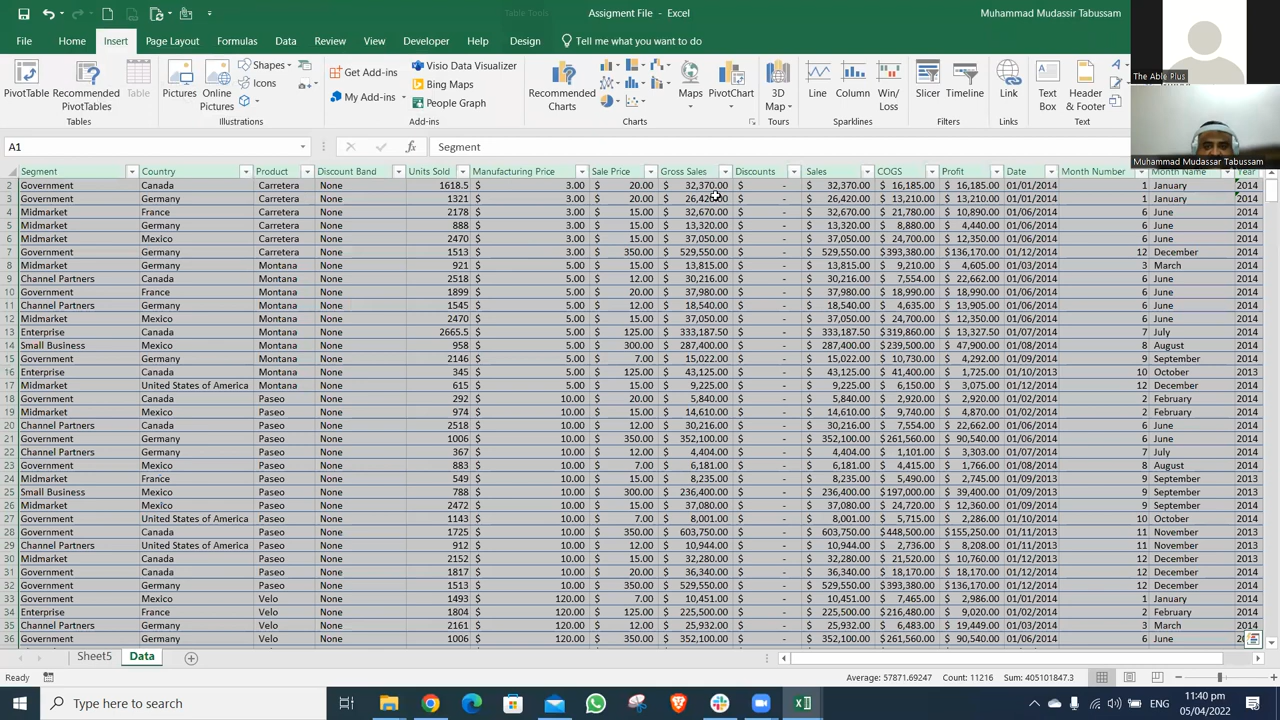 Table Tools
Assigment File - Excel
Muhammad Mudassir Tabussam
File Home Insert Page Layout Formulas Data Review View Developer Help Design Tell me what you want to do
PivotTable Recommended PivotTables Table Pictures Online Pictures Shapes Icons Get Add-ins My Add-ins Visio Data Visualizer Bing Maps People Graph Recommended Charts Maps PivotChart 3D Map Line Column Win/Loss Slicer Timeline Link Text Box Header & Footer
Tables Illustrations Add-ins Charts Tours Sparklines Filters Links Text
The Able Plus
Muhammad Mudassar Tabussam
A1 fx Segment
Segment Country Product Discount Band Units Sold Manufacturing Price Sale Price Gross Sales Discounts Sales COGS Profit Date Month Number Month Name Year
2 Government Canada Carretera None 1618.5 $ 3.00 $ 20.00 $ 32,370.00 $ - $ 32,370.00 $ 16,185.00 $ 16,185.00 01/01/2014 1 January 2014
3 Government Germany Carretera None 1321 $ 3.00 $ 20.00 $ 26,420.00 $ - $ 26,420.00 $ 13,210.00 $ 13,210.00 01/01/2014 1 January 2014
4 Midmarket France Carretera None 2178 $ 3.00 $ 15.00 $ 32,670.00 $ - $ 32,670.00 $ 21,780.00 $ 10,890.00 01/06/2014 6 June 2014
5 Midmarket Germany Carretera None 888 $ 3.00 $ 15.00 $ 13,320.00 $ - $ 13,320.00 $ 8,880.00 $ 4,440.00 01/06/2014 6 June 2014
6 Midmarket Mexico Carretera None 2470 $ 3.00 $ 15.00 $ 37,050.00 $ - $ 37,050.00 $ 24,700.00 $ 12,350.00 01/06/2014 6 June 2014
7 Government Germany Carretera None 1513 $ 3.00 $ 350.00 $ 529,550.00 $ - $ 529,550.00 $ 393,380.00 $ 136,170.00 01/12/2014 12 December 2014
8 Midmarket Germany Montana None 921 $ 5.00 $ 15.00 $ 13,815.00 $ - $ 13,815.00 $ 9,210.00 $ 4,605.00 01/03/2014 3 March 2014
9 Channel Partners Canada Montana None 2518 $ 5.00 $ 12.00 $ 30,216.00 $ - $ 30,216.00 $ 7,554.00 $ 22,662.00 01/06/2014 6 June 2014
10 Government France Montana None 1899 $ 5.00 $ 20.00 $ 37,980.00 $ - $ 37,980.00 $ 18,990.00 $ 18,990.00 01/06/2014 6 June 2014
11 Channel Partners Germany Montana None 1545 $ 5.00 $ 12.00 $ 18,540.00 $ - $ 18,540.00 $ 4,635.00 $ 13,905.00 01/06/2014 6 June 2014
12 Midmarket Mexico Montana None 2470 $ 5.00 $ 15.00 $ 37,050.00 $ - $ 37,050.00 $ 24,700.00 $ 12,350.00 01/06/2014 6 June 2014
13 Enterprise Canada Montana None 2665.5 $ 5.00 $ 125.00 $ 333,187.50 $ - $ 333,187.50 $ 319,860.00 $ 13,327.50 01/07/2014 7 July 2014
14 Small Business Mexico Montana None 958 $ 5.00 $ 300.00 $ 287,400.00 $ - $ 287,400.00 $ 239,500.00 $ 47,900.00 01/08/2014 8 August 2014
15 Government Germany Montana None 2146 $ 5.00 $ 7.00 $ 15,022.00 $ - $ 15,022.00 $ 10,730.00 $ 4,292.00 01/09/2014 9 September 2014
16 Enterprise Canada Montana None 345 $ 5.00 $ 125.00 $ 43,125.00 $ - $ 43,125.00 $ 41,400.00 $ 1,725.00 01/10/2013 10 October 2013
17 Midmarket United States of America Montana None 615 $ 5.00 $ 15.00 $ 9,225.00 $ - $ 9,225.00 $ 6,150.00 $ 3,075.00 01/12/2014 12 December 2014
18 Government Canada Paseo None 292 $ 10.00 $ 20.00 $ 5,840.00 $ - $ 5,840.00 $ 2,920.00 $ 2,920.00 01/02/2014 2 February 2014
19 Midmarket Mexico Paseo None 974 $ 10.00 $ 15.00 $ 14,610.00 $ - $ 14,610.00 $ 9,740.00 $ 4,870.00 01/02/2014 2 February 2014
20 Channel Partners Canada Paseo None 2518 $ 10.00 $ 12.00 $ 30,216.00 $ - $ 30,216.00 $ 7,554.00 $ 22,662.00 01/06/2014 6 June 2014
21 Government Germany Paseo None 1006 $ 10.00 $ 350.00 $ 352,100.00 $ - $ 352,100.00 $ 261,560.00 $ 90,540.00 01/06/2014 6 June 2014
22 Channel Partners Germany Paseo None 367 $ 10.00 $ 12.00 $ 4,404.00 $ - $ 4,404.00 $ 1,101.00 $ 3,303.00 01/07/2014 7 July 2014
23 Government Mexico Paseo None 883 $ 10.00 $ 7.00 $ 6,181.00 $ - $ 6,181.00 $ 4,415.00 $ 1,766.00 01/08/2014 8 August 2014
24 Midmarket France Paseo None 549 $ 10.00 $ 15.00 $ 8,235.00 $ - $ 8,235.00 $ 5,490.00 $ 2,745.00 01/09/2013 9 September 2013
25 Small Business Mexico Paseo None 788 $ 10.00 $ 300.00 $ 236,400.00 $ - $ 236,400.00 $ 197,000.00 $ 39,400.00 01/09/2013 9 September 2013
26 Midmarket Mexico Paseo None 2472 $ 10.00 $ 15.00 $ 37,080.00 $ - $ 37,080.00 $ 24,720.00 $ 12,360.00 01/09/2014 9 September 2014
27 Government United States of America Paseo None 1143 $ 10.00 $ 7.00 $ 8,001.00 $ - $ 8,001.00 $ 5,715.00 $ 2,286.00 01/10/2014 10 October 2014
28 Government Canada Paseo None 1725 $ 10.00 $ 350.00 $ 603,750.00 $ - $ 603,750.00 $ 448,500.00 $ 155,250.00 01/11/2013 11 November 2013
29 Channel Partners United States of America Paseo None 912 $ 10.00 $ 12.00 $ 10,944.00 $ - $ 10,944.00 $ 2,736.00 $ 8,208.00 01/11/2013 11 November 2013
30 Midmarket Canada Paseo None 2152 $ 10.00 $ 15.00 $ 32,280.00 $ - $ 32,280.00 $ 21,520.00 $ 10,760.00 01/12/2013 12 December 2013
31 Government Canada Paseo None 1817 $ 10.00 $ 20.00 $ 36,340.00 $ - $ 36,340.00 $ 18,170.00 $ 18,170.00 01/12/2014 12 December 2014
32 Government Germany Paseo None 1513 $ 10.00 $ 350.00 $ 529,550.00 $ - $ 529,550.00 $ 393,380.00 $ 136,170.00 01/12/2014 12 December 2014
33 Government Mexico Velo None 1493 $ 120.00 $ 7.00 $ 10,451.00 $ - $ 10,451.00 $ 7,465.00 $ 2,986.00 01/01/2014 1 January 2014
34 Enterprise France Velo None 1804 $ 120.00 $ 125.00 $ 225,500.00 $ - $ 225,500.00 $ 216,480.00 $ 9,020.00 01/02/2014 2 February 2014
35 Channel Partners Germany Velo None 2161 $ 120.00 $ 12.00 $ 25,932.00 $ - $ 25,932.00 $ 6,483.00 $ 19,449.00 01/03/2014 3 March 2014
36 Government Germany Velo None 1006 $ 120.00 $ 350.00 $ 352,100.00 $ - $ 352,100.00 $ 261,560.00 $ 90,540.00 01/06/2014 6 June
Sheet5 Data
Ready Average: 57871.69247 Count: 11216 Sum: 405101847.3
Type here to search
ENG
11:40 pm
05/04/2022